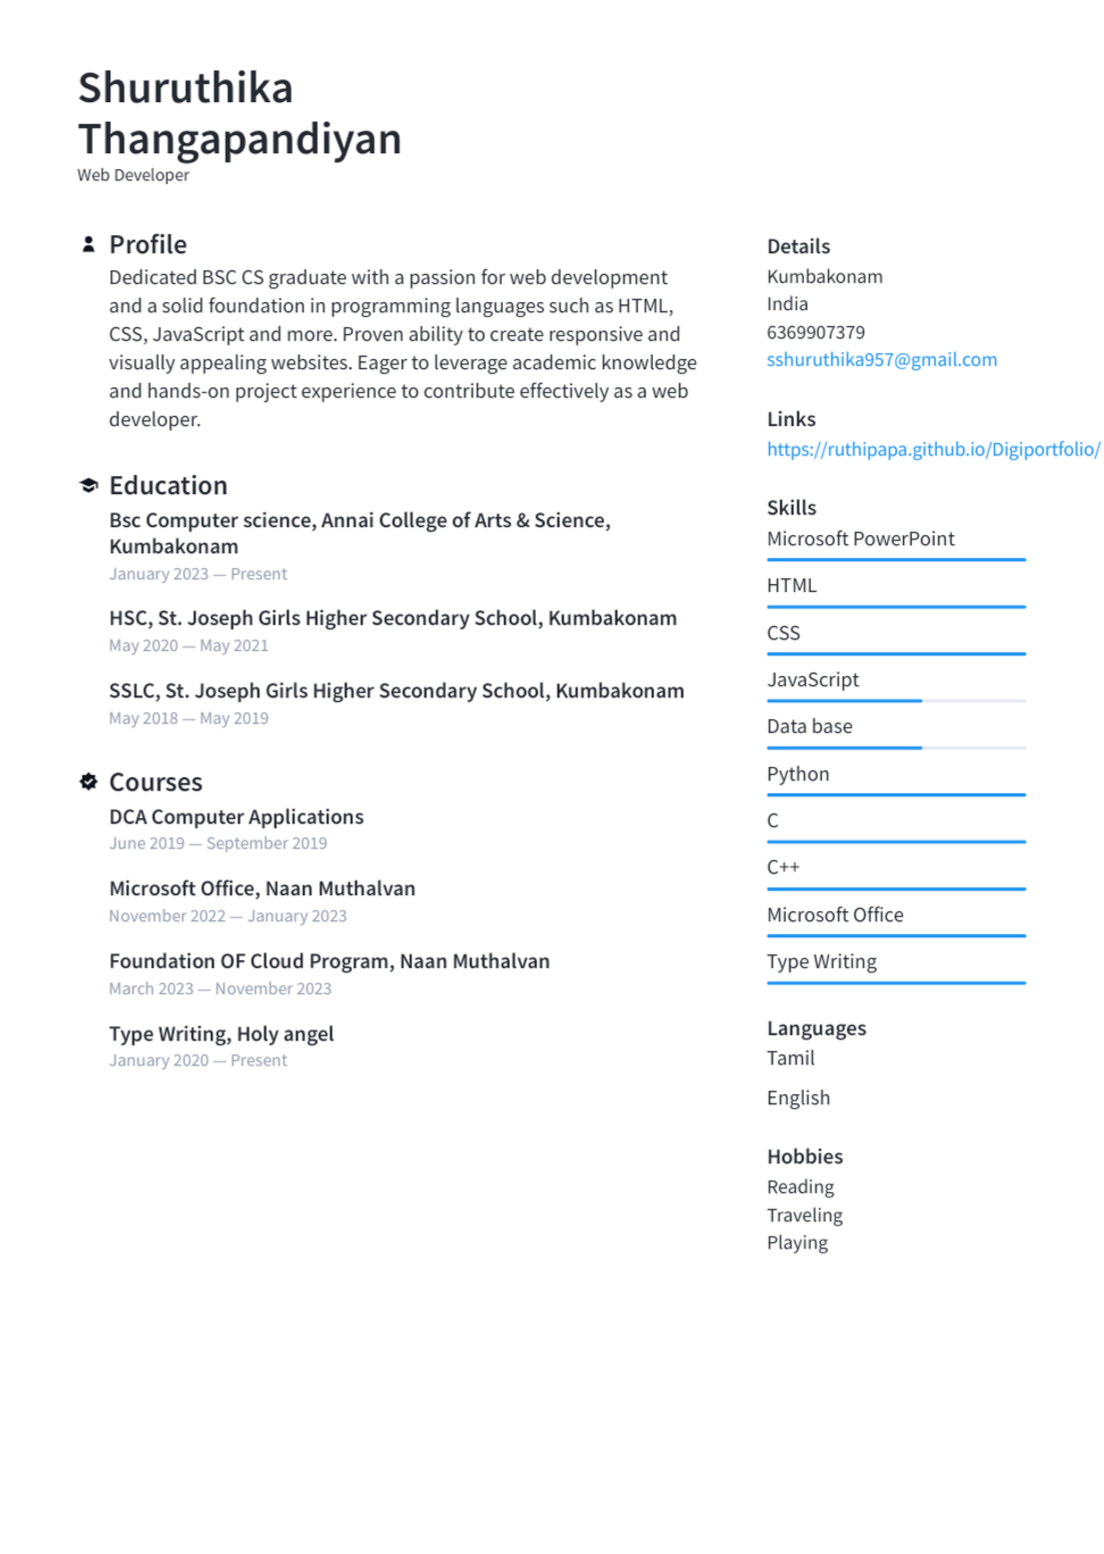 Shuruthika
Thangapandiyan
Web Developer
Profile
Dedicated BSC CS graduate with a passion for web development
and a solid foundation in programming languages such as HTML,
CSS, JavaScript and more. Proven ability to create responsive and
visually appealing websites. Eager to leverage academic knowledge
and hands-on project experience to contribute effectively as a web
developer.
Education
Bsc Computer science, Annai College of Arts & Science,
Kumbakonam
January 2023 — Present
HSC, St. Joseph Girls Higher Secondary School, Kumbakonam
May 2020 — May 2021
SSLC, St. Joseph Girls Higher Secondary School, Kumbakonam
May 2018 — May 2019
Courses
DCA Computer Applications
June 2019 — September 2019
Microsoft Office, Naan Muthalvan
November 2022 — January 2023
Foundation OF Cloud Program, Naan Muthalvan
March 2023 — November 2023
Type Writing, Holy angel
January 2020 — Present
Details
Kumbakonam
India
6369907379
sshuruthika957@gmail.com
Links
https://ruthipapa.github.io/Digiportfolio/
Skills
Microsoft PowerPoint
HTML
CSS
JavaScript
Data base
Python
C
C++
Microsoft Office
Type Writing
Languages
Tamil
English
Hobbies
Reading
Traveling
Playing